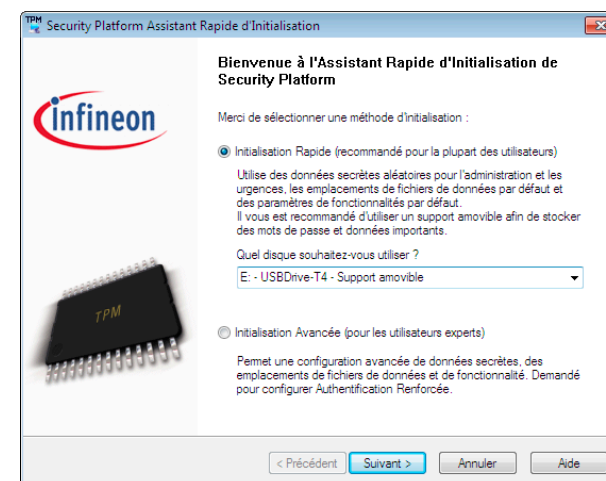 TPM Security Platform Assistant Rapide d'Initialisation
Bienvenue à l'Assistant Rapide d'Initialisation de
Security Platform
infineon
Merci de sélectionner une méthode d'initialisation :
Initialisation Rapide (recommandé pour la plupart des utilisateurs)
Utilise des données secrètes aléatoires pour l'administration et les
urgences, les emplacements de fichiers de données par défaut et
des paramètres de fonctionnalités par défaut.
Il vous est recommandé d'utiliser un support amovible afin de stocker
des mots de passe et données importants.
Quel disque souhaitez-vous utiliser ?
E: - USBDrive-T4 - Support amovible
TPM
Initialisation Avancée (pour les utilisateurs experts)
Permet une configuration avancée de données secrètes, des
emplacements de fichiers de données et de fonctionnalité. Demandé
pour configurer Authentification Renforcée.
< Précédent Suivant > Annuler Aide